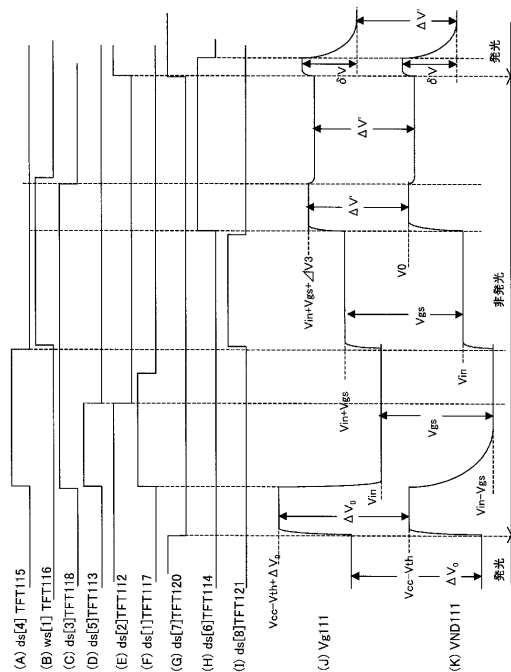 (A) ds[4] TFT115
(B) ws[1] TFT116
(C) ds[3]TFT118
(D) ds[5]TFT113
(E) ds[2]TFT112
(F) ds[1]TFT117
(G) ds[7]TFT120
(H) ds[6]TFT114
(I) ds[8]TFT121
(J) Vg111
(K) VND111
Vcc-Vth+ΔV₀
ΔV₀
Vin
Vin+Vgs
Vgs
Vin+Vgs+⊿V3
ΔV'
ΔV'
δV
ΔV'
Vcc-Vth
ΔV₀
Vin-Vgs
Vgs
Vin
V0
δV
発光
非発光
発光